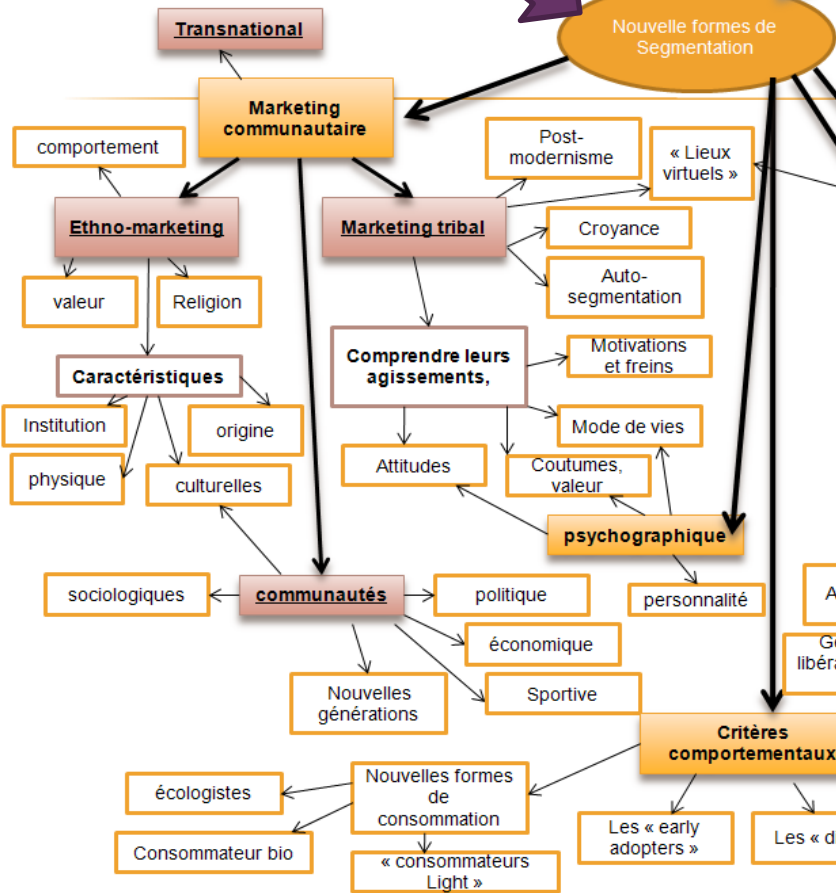 Nouvelle formes de
Segmentation
Transnational
Marketing
communautaire
comportement
Post-
modernisme
« Lieux
virtuels »
Ethno-marketing
Marketing tribal
Croyance
valeur
Religion
Auto-
segmentation
Comprendre leurs
agissements,
Motivations
et freins
Caractéristiques
Institution
origine
Mode de vies
physique
culturelles
Attitudes
Coutumes,
valeur
psychographique
sociologiques
communautés
politique
personnalité
économique
Nouvelles
générations
Sportive
Critères
comportementaux
Nouvelles formes
de
consommation
écologistes
Consommateur bio
« consommateurs
Light »
Les « early
adopters »
Les « d